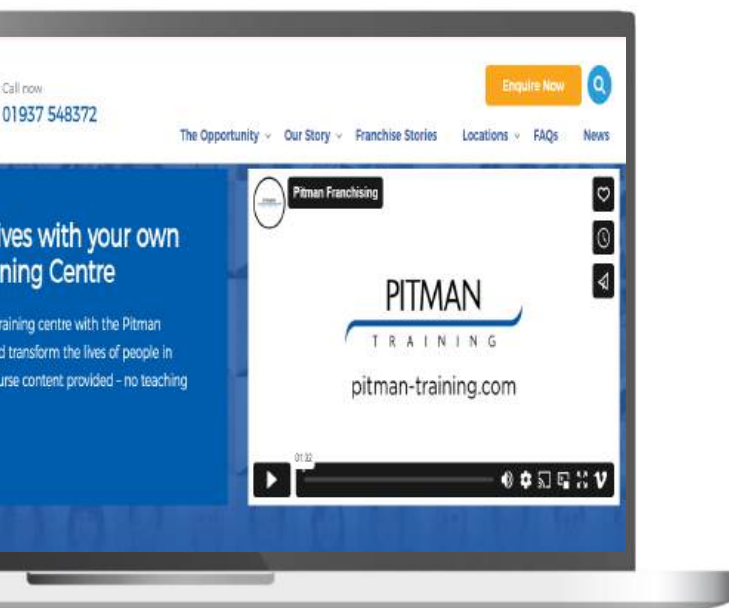 Call now
01937 548372
Enquire Now
The Opportunity
Our Story
Franchise Stories
Locations
FAQs
News
ives with your own
ning Centre
raining centre with the Pitman
d transform the lives of people in
urse content provided – no teaching
Pitman Franchising
PITMAN
TRAINING
pitman-training.com
01:32